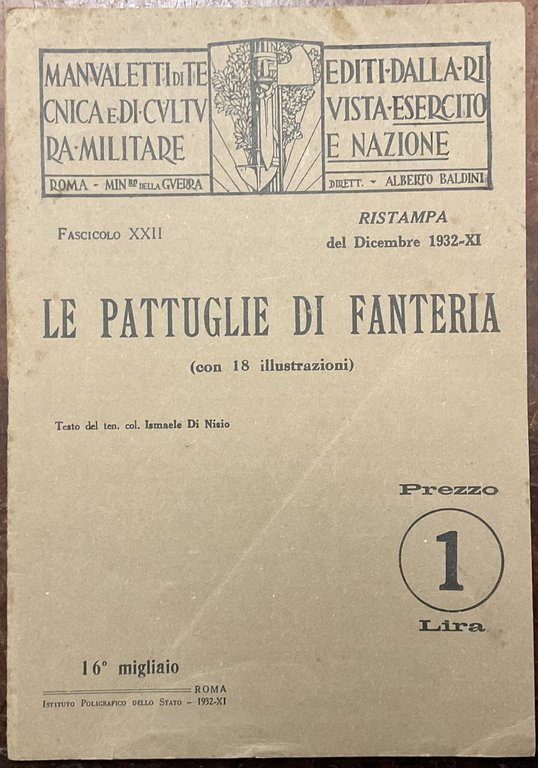 MANVALETTI DI TE
CNICA E DI CVLTV
RA MILITARE
ROMA - MIN.RO DELLA GVERRA
EDITI·DALLA·RI
VISTA·ESERCITO
E NAZIONE
DIRETT. - ALBERTO BALDINI
FASCICOLO XXII
RISTAMPA
del Dicembre 1932-XI
LE PATTUGLIE DI FANTERIA
(con 18 illustrazioni)
Testo del ten. col. Ismaele Di Nisio
Prezzo
1
Lira
16º migliaio
ROMA
ISTITUTO POLIGRAFICO DELLO STATO - 1932-XI